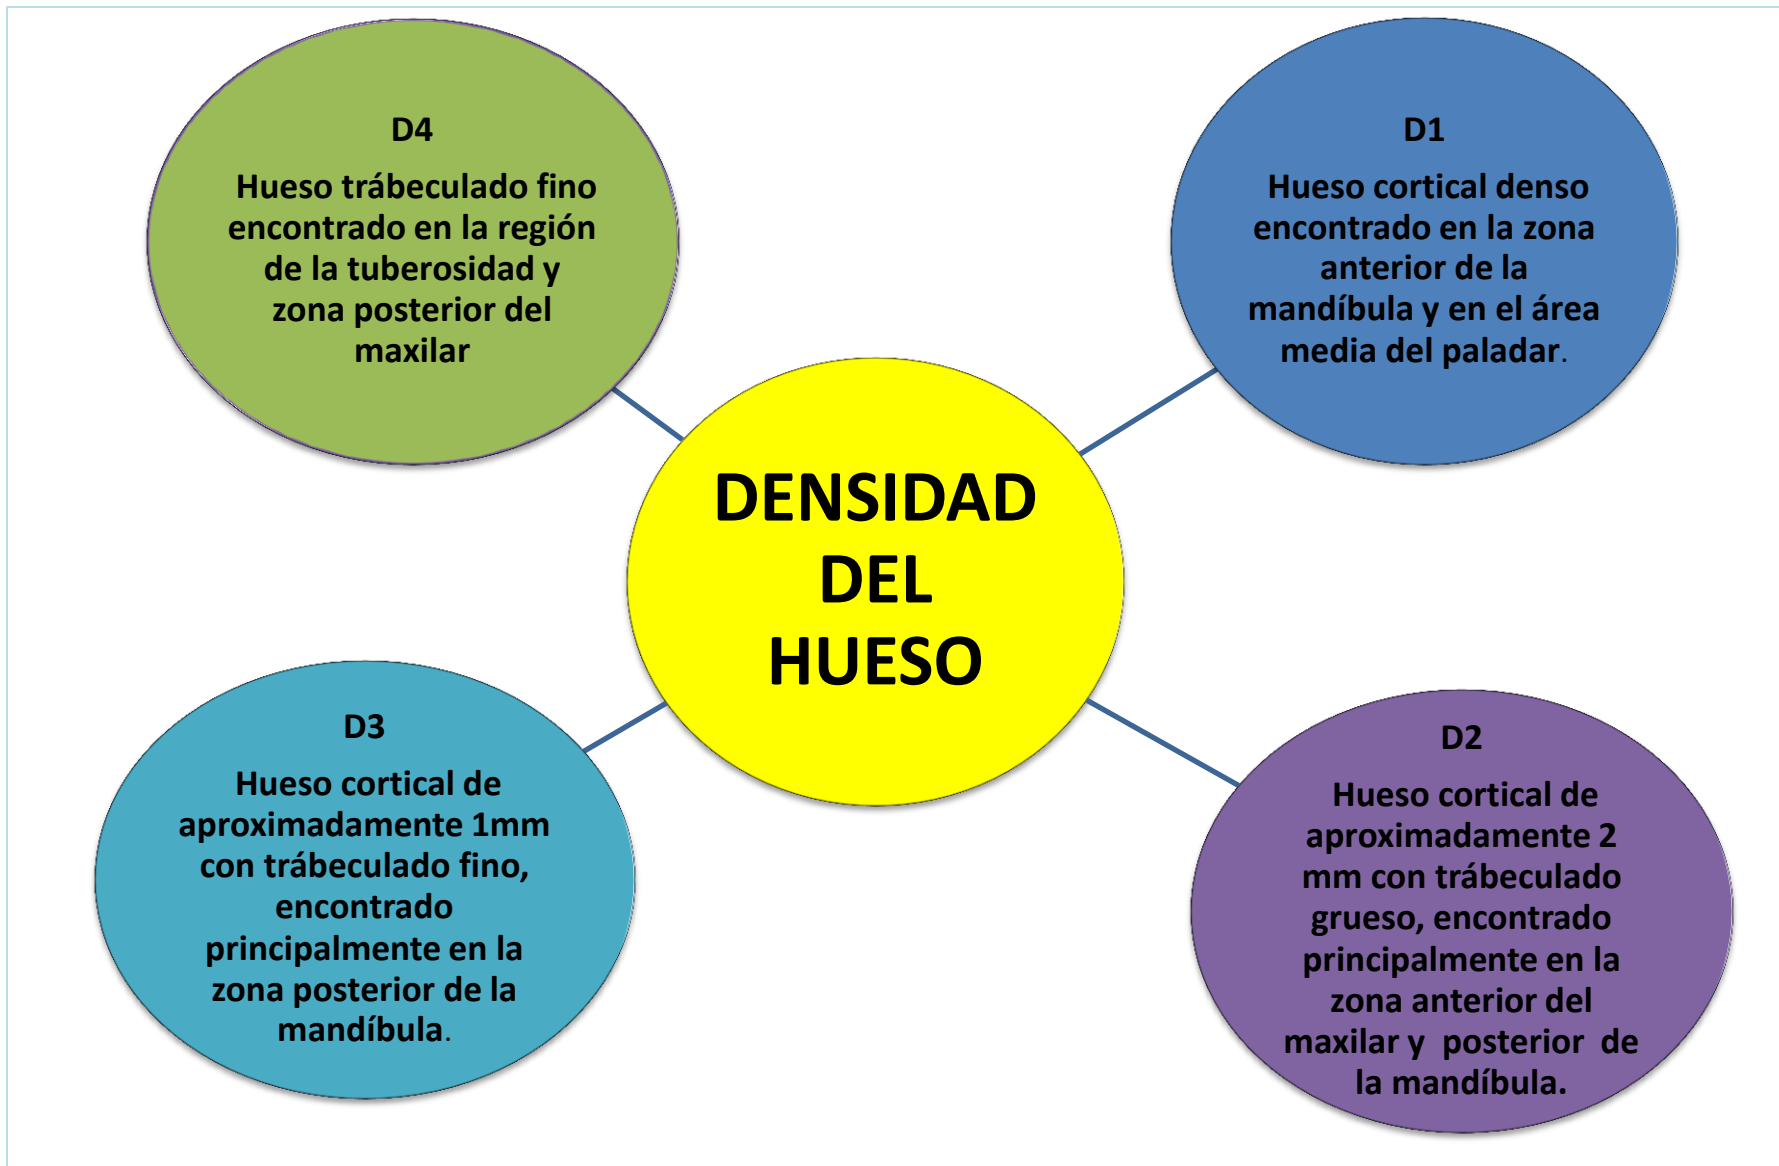 D4
Hueso trábeculado fino
encontrado en la región
de la tuberosidad y
zona posterior del
maxilar
D1
Hueso cortical denso
encontrado en la zona
anterior de la
mandíbula y en el área
media del paladar.
DENSIDAD
DEL
HUESO
D3
Hueso cortical de
aproximadamente 1mm
con trábeculado fino,
encontrado
principalmente en la
zona posterior de la
mandíbula.
D2
Hueso cortical de
aproximadamente 2
mm con trábeculado
grueso, encontrado
principalmente en la
zona anterior del
maxilar y  posterior  de
la mandíbula.